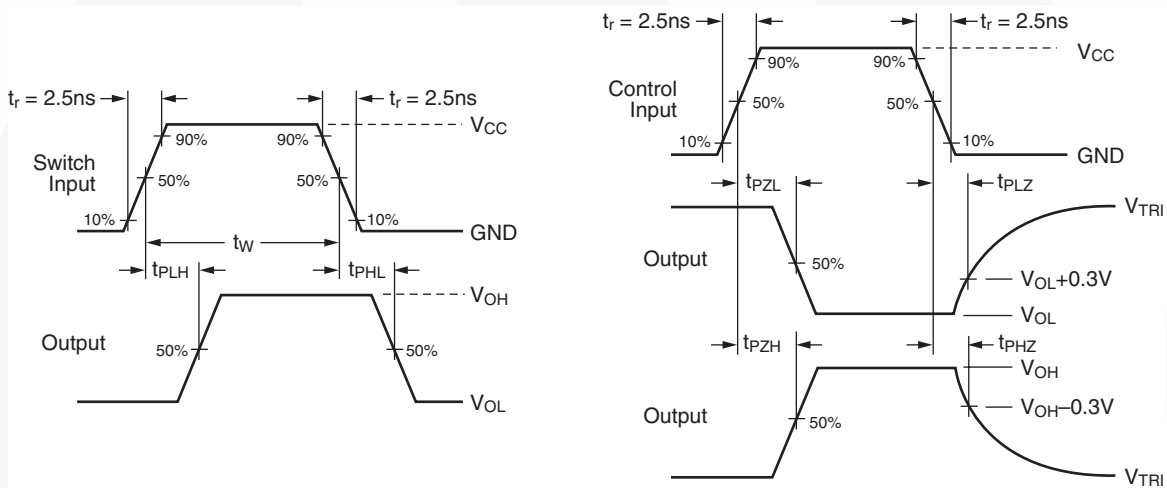 tr = 2.5ns
tr = 2.5ns
VCC
90%
90%
Switch
Input
50%
50%
10%
10%
GND
tW
tPLH
tPHL
VOH
Output
50%
50%
VOL
tr = 2.5ns
tr = 2.5ns
VCC
90%
90%
Control
Input
50%
50%
10%
10%
GND
tPZL
tPLZ
VTRI
Output
50%
VOL+0.3V
VOL
tPZH
tPHZ
VOH
VOH–0.3V
Output
50%
VTRI